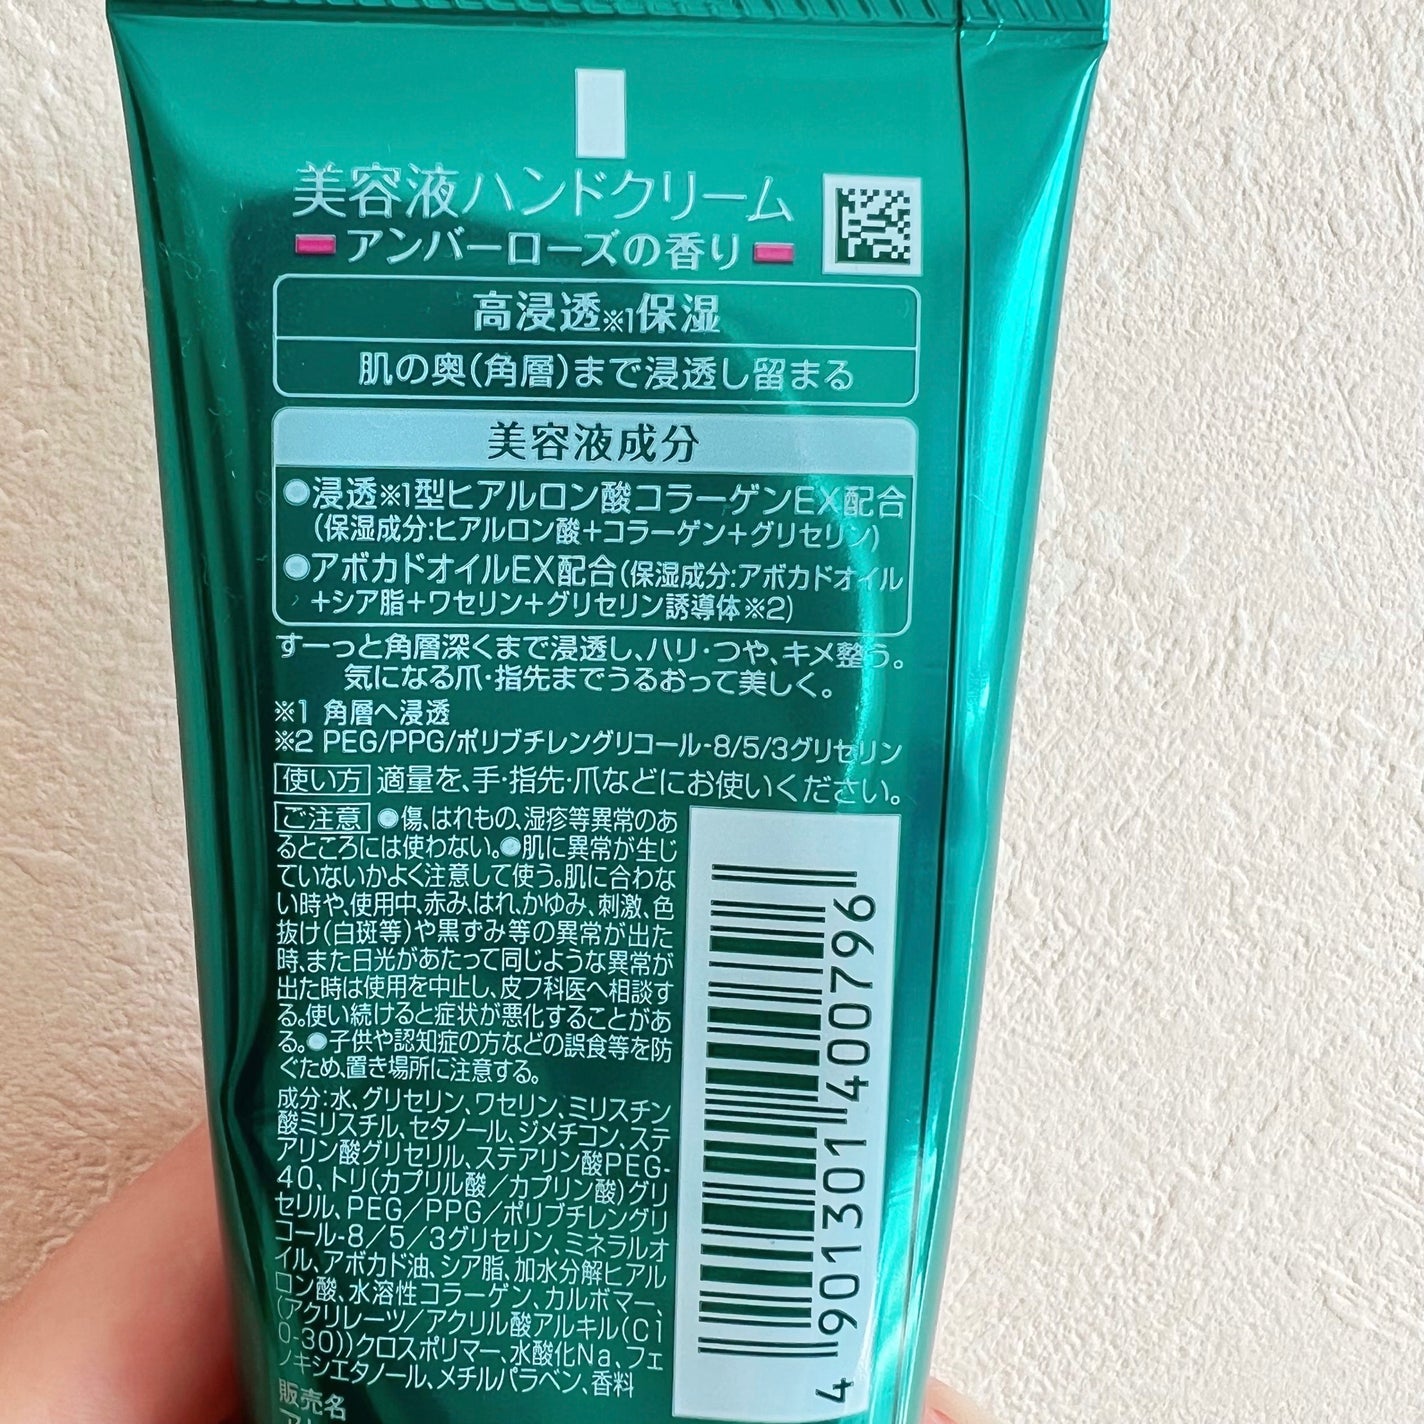 美容液ハンドクリーム
アンバーローズの香り
高浸透※1保湿
肌の奥(角層)まで浸透し留まる
美容液成分
●浸透※1型ヒアルロン酸コラーゲンEX配合
(保湿成分:ヒアルロン酸+コラーゲン+グリセリン)
●アボカドオイルEX配合(保湿成分:アボカドオイル
+シア脂+ワセリン+グリセリン誘導体※2)
すーっと角層深くまで浸透し、ハリ・つや、キメ整う。
気になる爪・指先までうるおって美しく。
※1 角層へ浸透
※2 PEG/PPG/ポリブチレングリコール-8/5/3グリセリン
使い方 適量を、手・指先・爪などにお使いください。
ご注意 ●傷、はれもの、湿疹等異常のあ
るところには使わない。●肌に異常が生じ
ていないかよく注意して使う。肌に合わな
い時や、使用中、赤み、はれ、かゆみ、刺激、色
抜け(白斑等)や黒ずみ等の異常が出た
時、また日光があたって同じような異常が
出た時は使用を中止し、皮フ科医へ相談す
る。使い続けると症状が悪化することがあ
る。●子供や認知症の方などの誤食等を防
ぐため、置き場所に注意する。
成分:水、グリセリン、ワセリン、ミリスチン
酸ミリスチル、セタノール、ジメチコン、ステ
アリン酸グリセリル、ステアリン酸PEG-
40、トリ(カプリル酸/カプリン酸)グリ
セリル、PEG/PPG/ポリブチレングリ
コール-8/5/3グリセリン、ミネラルオ
イル、アボカド油、シア脂、加水分解ヒアル
ロン酸、水溶性コラーゲン、カルボマー、
(アクリレーツ/アクリル酸アルキル(C1
0-30))クロスポリマー、水酸化Na、フェ
ノキシエタノール、メチルパラベン、香料
販売名
4 901301 400796